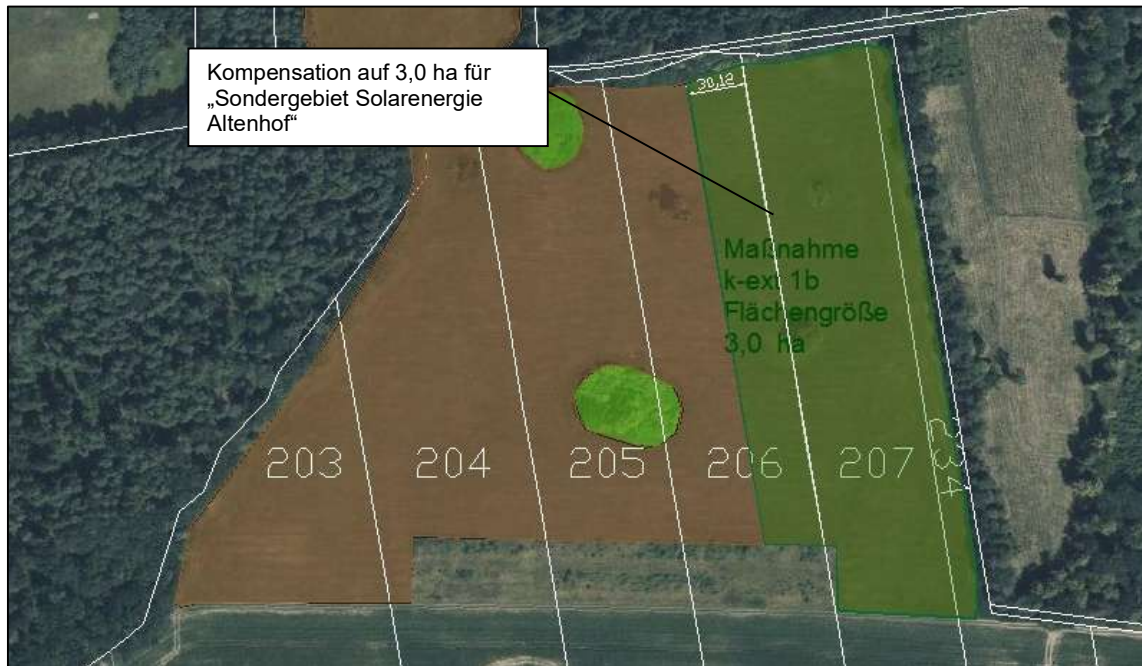 Kompensation auf 3,0 ha für
„Sondergebiet Solarenergie
Altenhof“
30,12
Maßnahme
k-ext 1b
Flächengröße
3,0 ha
203
204
205
206
207
234